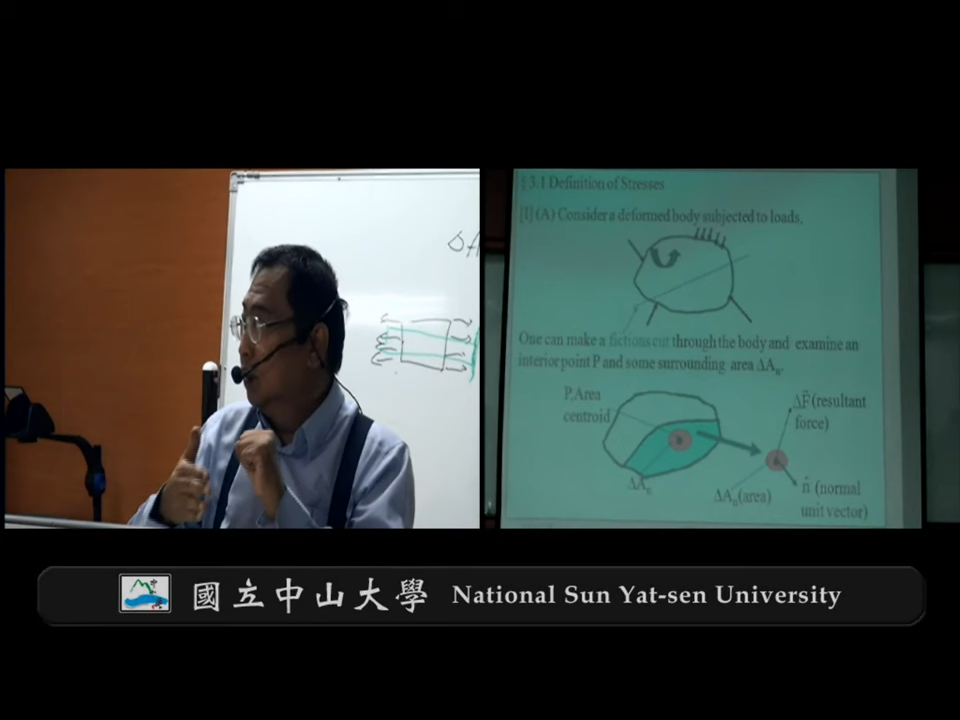 §3.1 Definition of Stresses
[I] (A) Consider a deformed body subjected to loads.
One can make a fictions cut through the body and examine an
interior point P and some surrounding area ΔAₙ.
P.Area
centroid
ΔF̃ (resultant
force)
ΔAₙ
ΔAₙ(area)
n̂ (normal
unit vector)
ΔA
國立中山大學 National Sun Yat-sen University